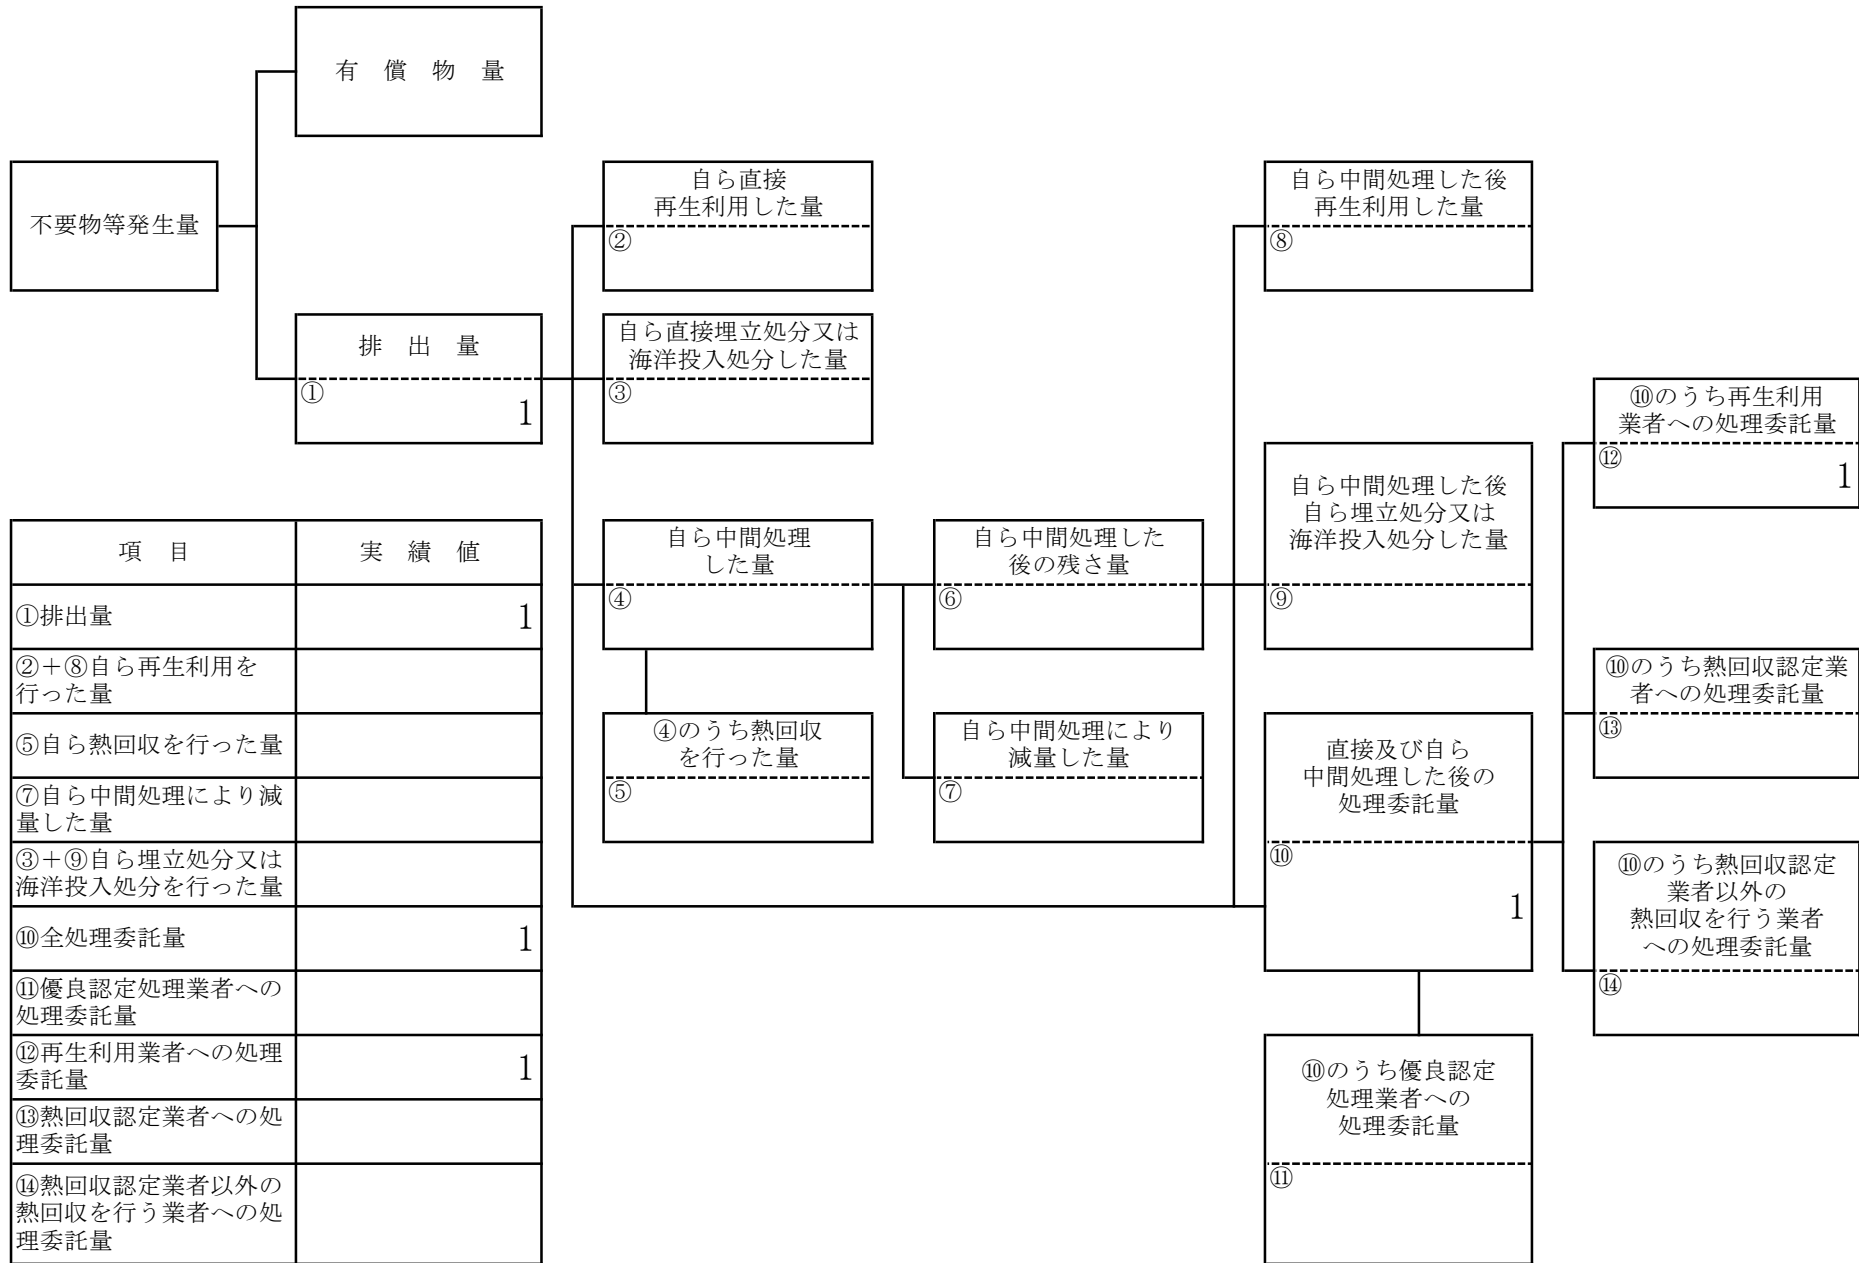 有　償　物　量
不要物等発生量
排　出　量
①
1
自ら直接
再生利用した量
②
自ら直接埋立処分又は
海洋投入処分した量
③
自ら中間処理
した量
④
④のうち熱回収
を行った量
⑤
自ら中間処理した
後の残さ量
⑥
自ら中間処理により
減量した量
⑦
自ら中間処理した後
再生利用した量
⑧
自ら中間処理した後
自ら埋立処分又は
海洋投入処分した量
⑨
直接及び自ら
中間処理した後の
処理委託量
⑩
1
⑩のうち優良認定
処理業者への
処理委託量
⑪
⑩のうち再生利用
業者への処理委託量
⑫
1
⑩のうち熱回収認定業
者への処理委託量
⑬
⑩のうち熱回収認定
業者以外の
熱回収を行う業者
への処理委託量
⑭
項　目　実　績　値
①排出量　1
②＋⑧自ら再生利用を
行った量
⑤自ら熱回収を行った量
⑦自ら中間処理により減
量した量
③＋⑨自ら埋立処分又は
海洋投入処分を行った量
⑩全処理委託量　1
⑪優良認定処理業者への
処理委託量
⑫再生利用業者への処理
委託量　1
⑬熱回収認定業者への処
理委託量
⑭熱回収認定業者以外の
熱回収を行う業者への処
理委託量